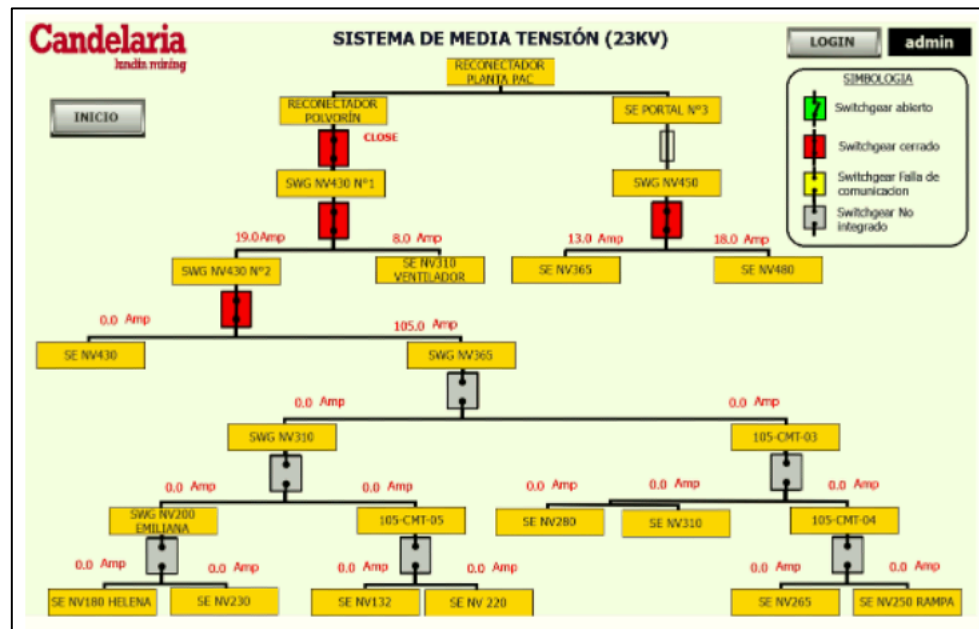 Candelaria
lundin mining
SISTEMA DE MEDIA TENSIÓN (23KV)
LOGIN
admin
INICIO
RECONECTADOR
PLANTA PAC
RECONECTADOR
POLVORÍN
SE PORTAL N°3
CLOSE
SIMBOLOGIA
Switchgear abierto
Switchgear cerrado
Switchgear Falla de
comunicacion
Switchgear No
integrado
SWG NV430 N°1
SWG NV450
19.0 Amp
8.0 Amp
13.0 Amp
18.0 Amp
SWG NV430 N°2
SE NV310
VENTILADOR
SE NV365
SE NV480
0.0 Amp
105.0 Amp
SE NV430
SWG NV365
0.0 Amp
0.0 Amp
SWG NV310
105-CMT-03
0.0 Amp
0.0 Amp
0.0 Amp
0.0 Amp
0.0 Amp
SWG NV200
EMILIANA
105-CMT-05
SE NV280
SE NV310
105-CMT-04
0.0 Amp
0.0 Amp
0.0 Amp
0.0 Amp
0.0 Amp
0.0 Amp
SE NV180 HELENA
SE NV230
SE NV132
SE NV 220
SE NV265
SE NV250 RAMPA